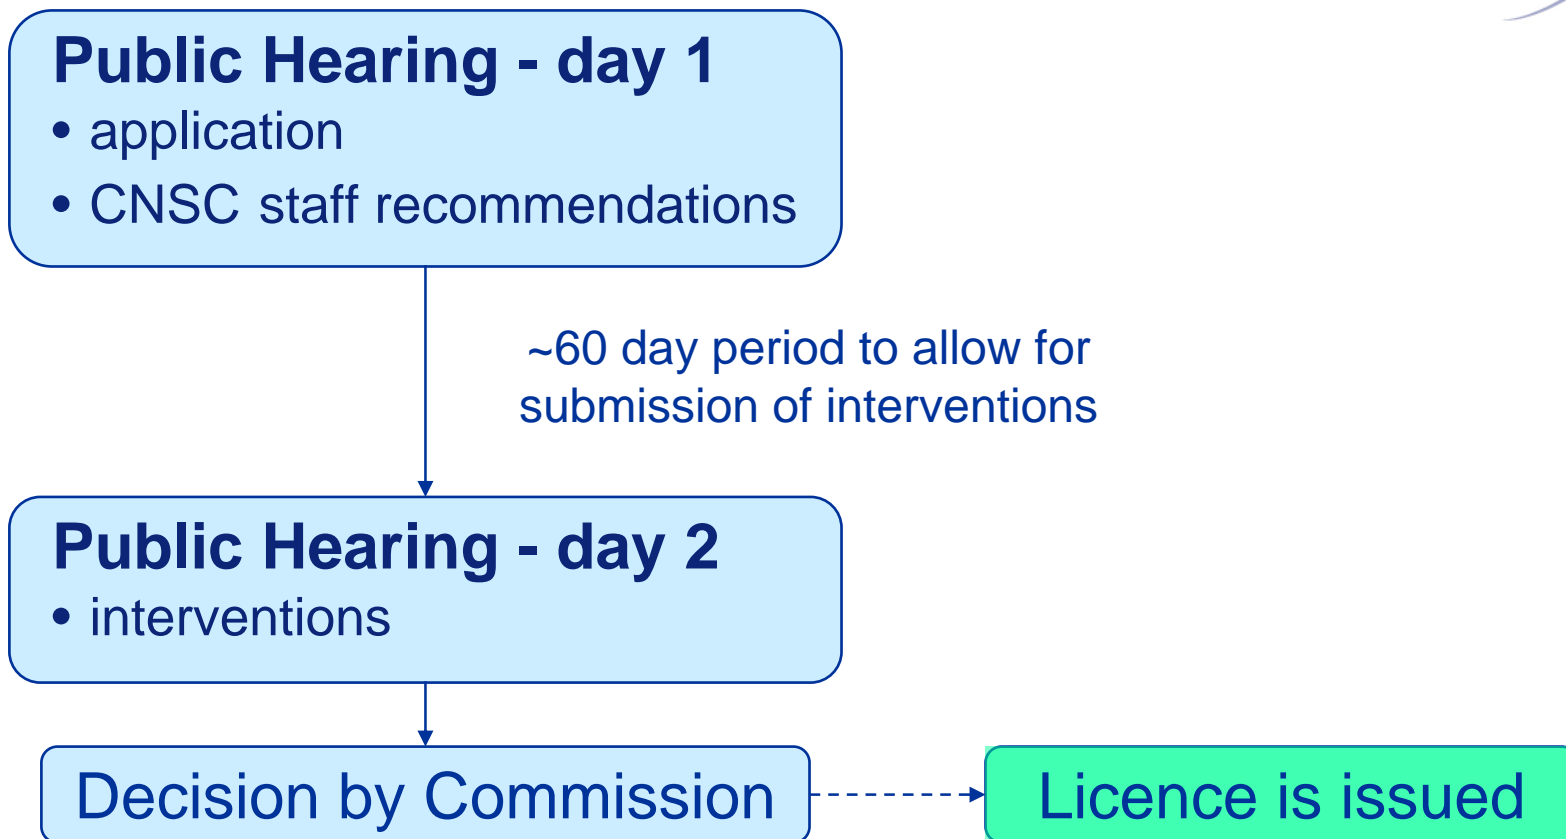 Public Hearing - day 1
• application
• CNSC staff recommendations
~60 day period to allow for
submission of interventions
Public Hearing - day 2
• interventions
Decision by Commission
Licence is issued